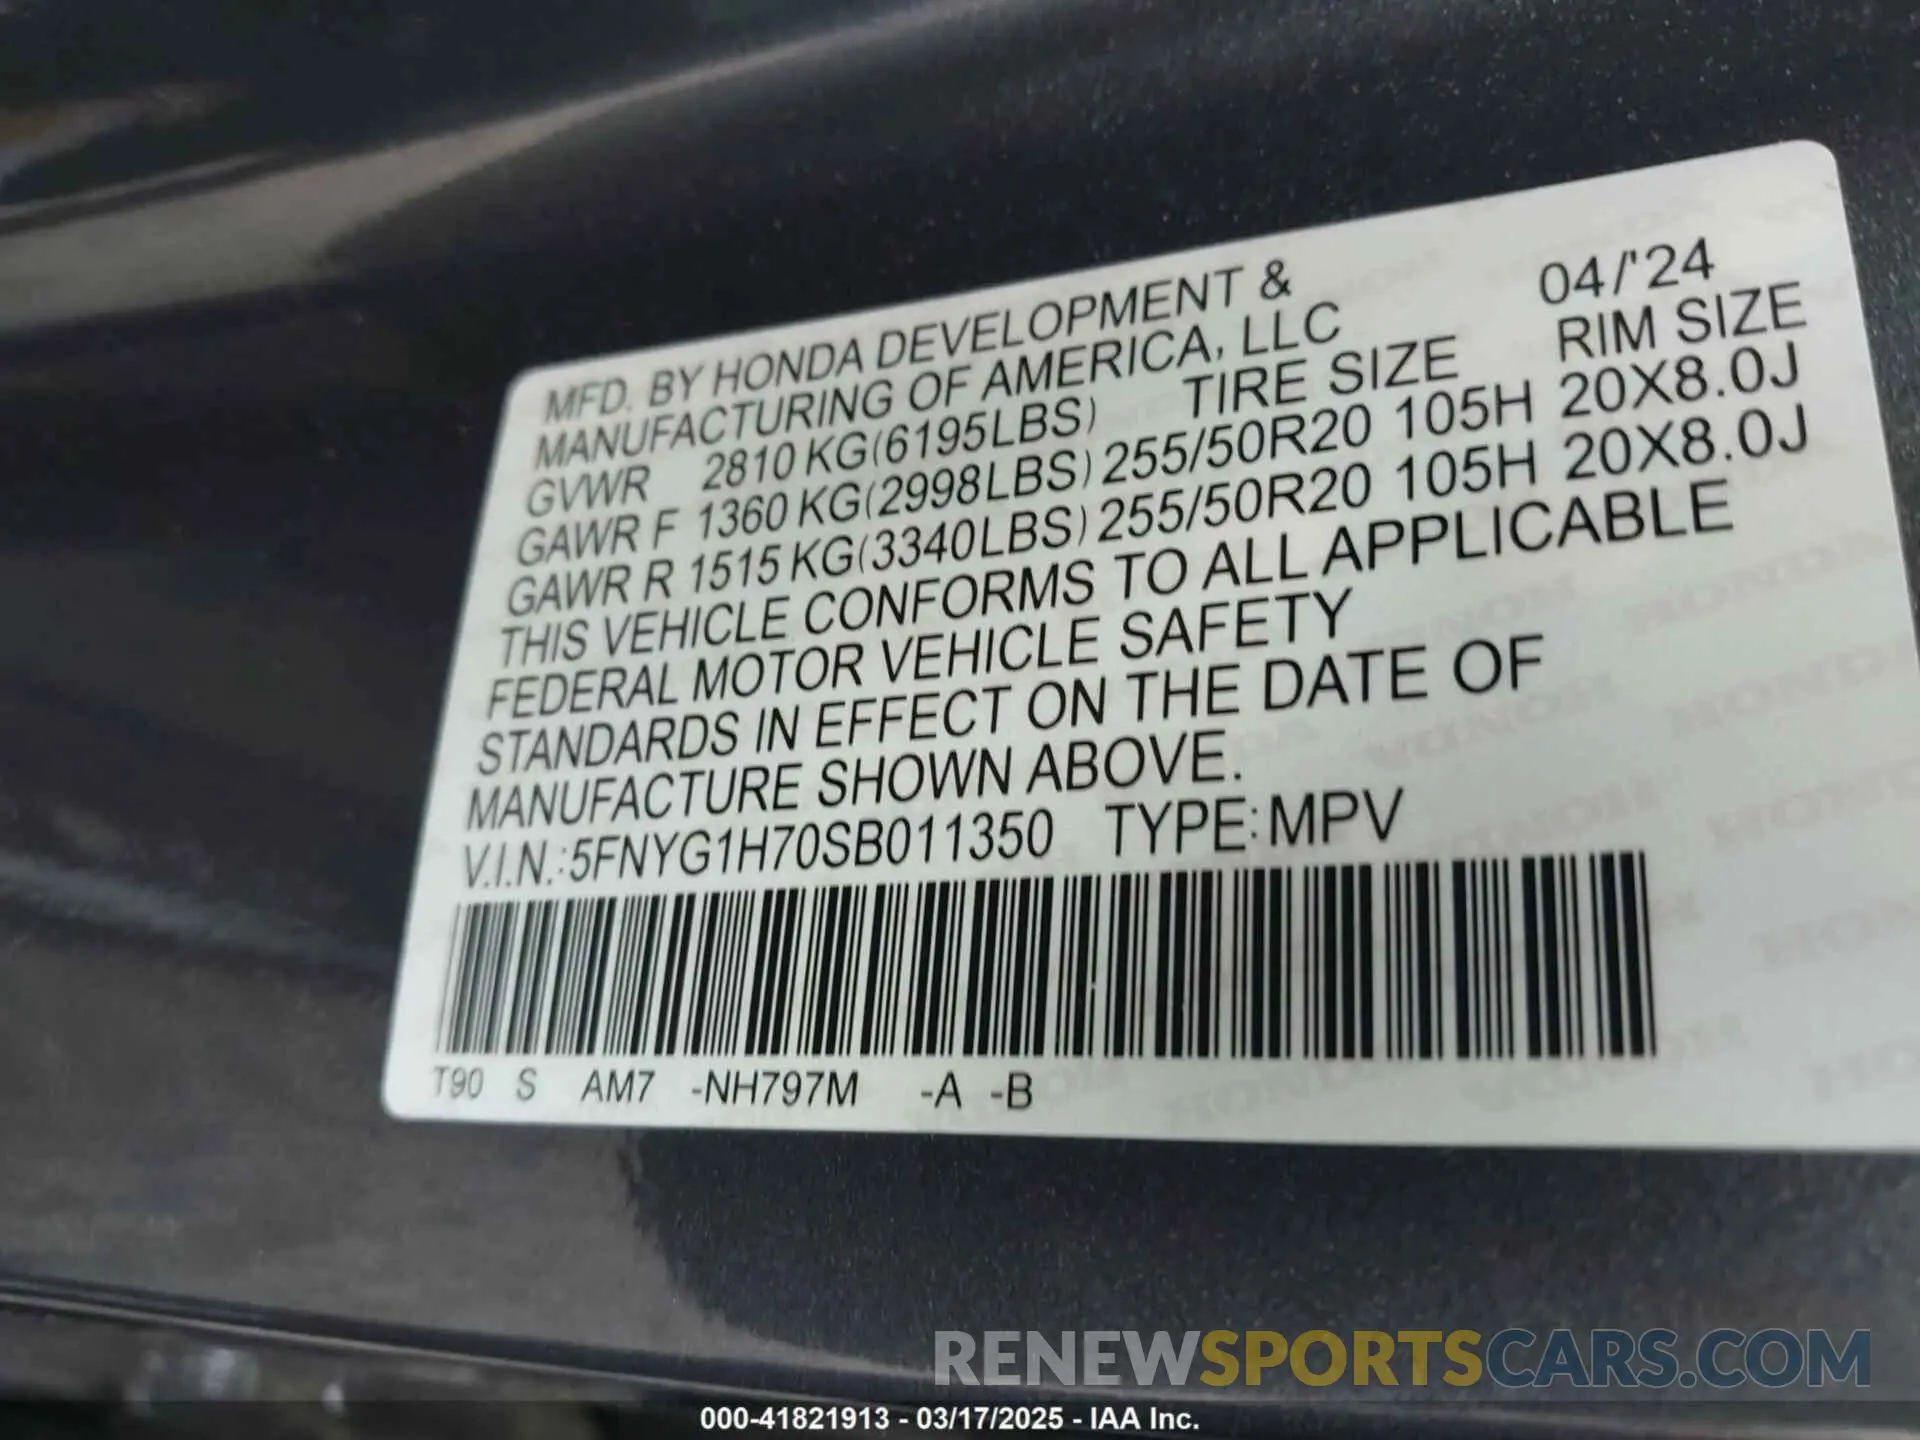 MFD. BY HONDA DEVELOPMENT & 04/'24
MANUFACTURING OF AMERICA, LLC RIM SIZE
GVWR 2810 KG(6195LBS) TIRE SIZE
GAWR F 1360 KG(2998LBS) 255/50R20 105H 20X8.0J
GAWR R 1515 KG(3340LBS) 255/50R20 105H 20X8.0J
THIS VEHICLE CONFORMS TO ALL APPLICABLE
FEDERAL MOTOR VEHICLE SAFETY
STANDARDS IN EFFECT ON THE DATE OF
MANUFACTURE SHOWN ABOVE.
V.I.N.:5FNYG1H70SB011350 TYPE:MPV
T90 S AM7 -NH797M -A -B
RENEWSPORTSCARS.COM
000-41821913 - 03/17/2025 - IAA Inc.